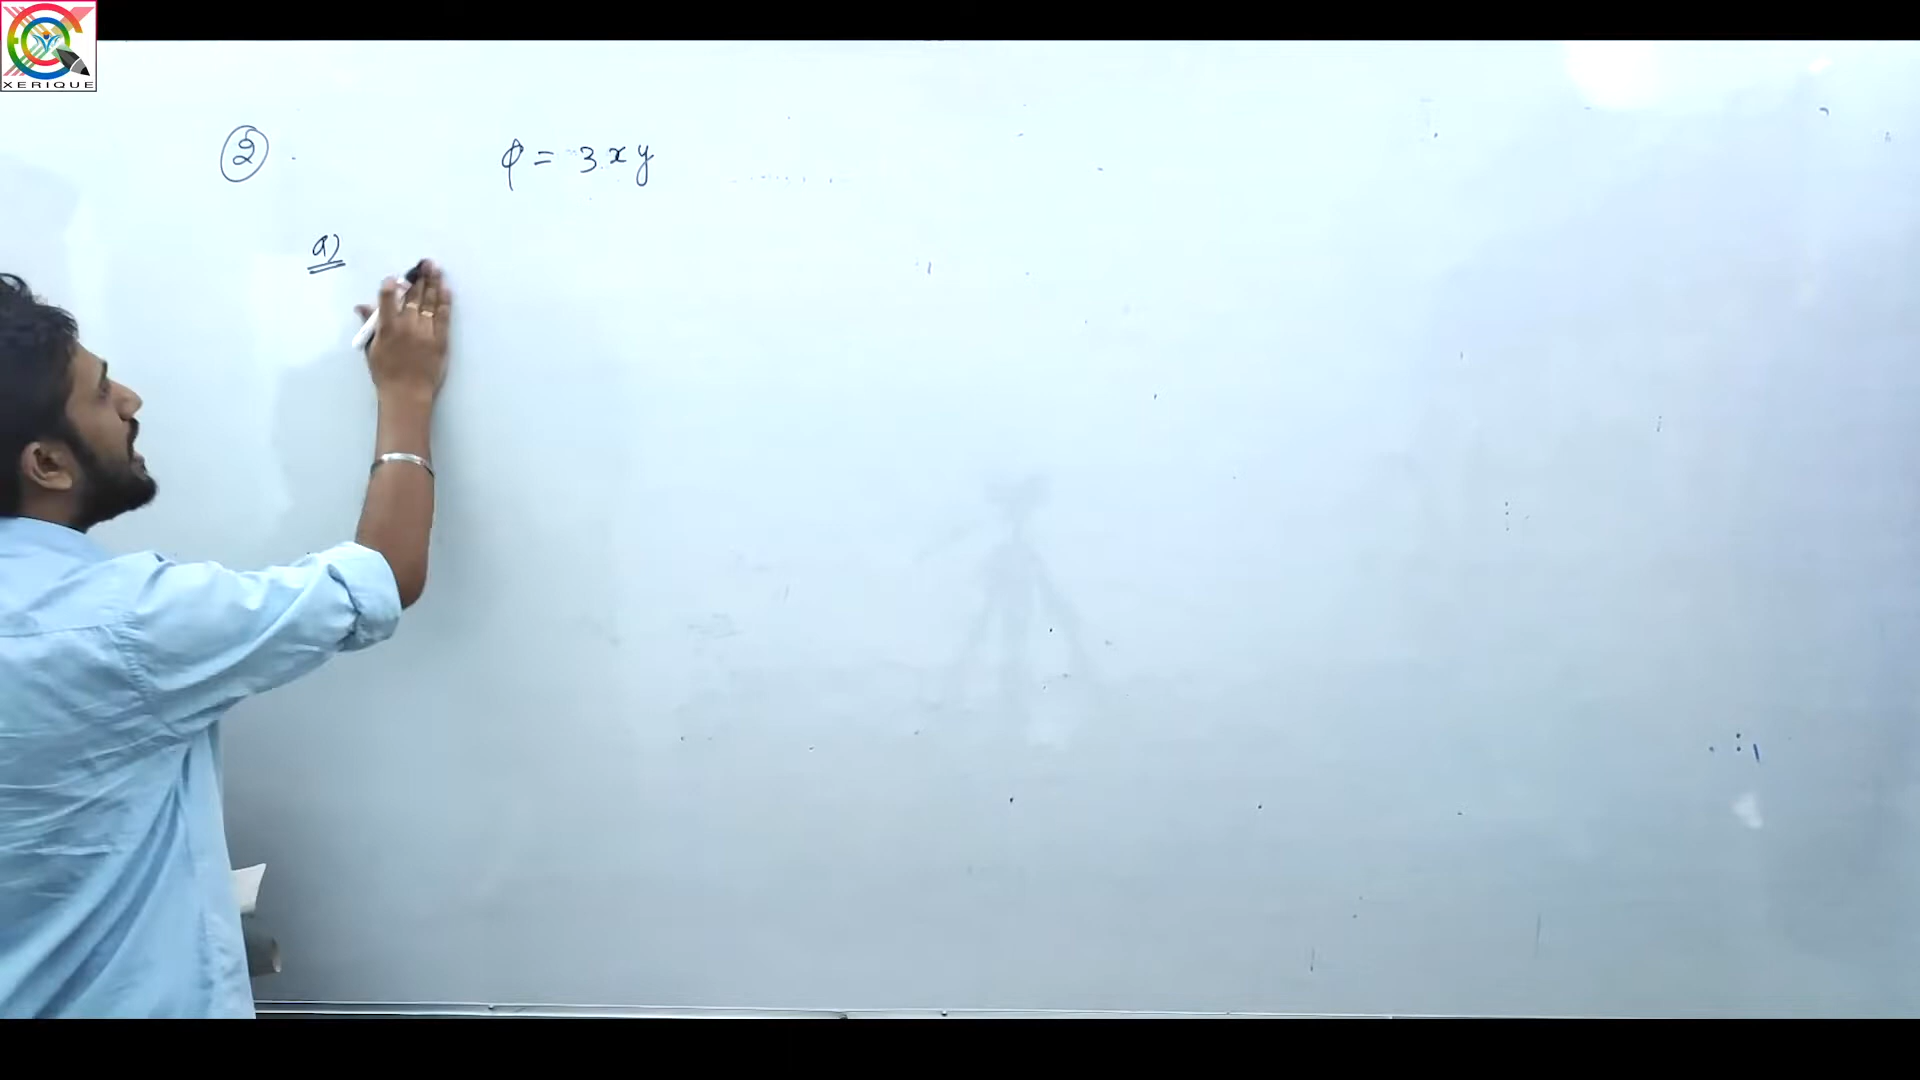 XERIQUE
② φ = 3xy
a)